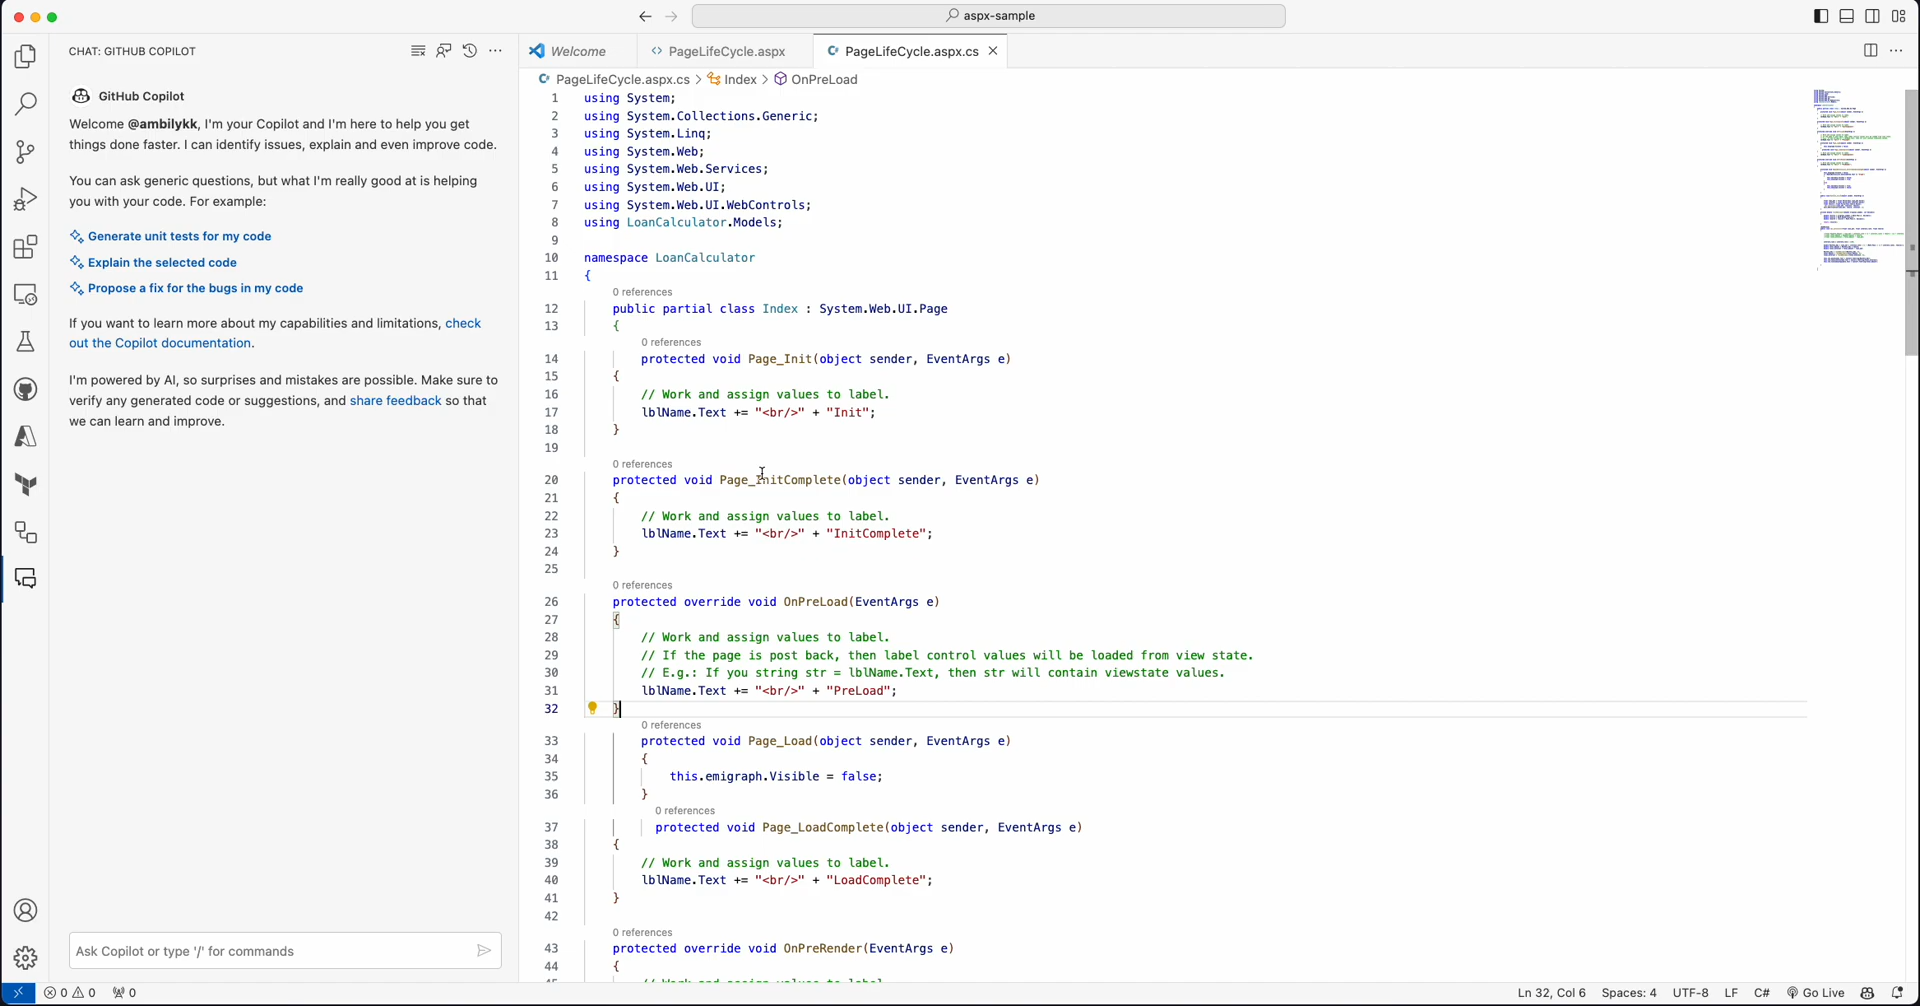 aspx-sample
CHAT: GITHUB COPILOT
GitHub Copilot
Welcome @ambilykk, I'm your Copilot and I'm here to help you get
things done faster. I can identify issues, explain and even improve code.
You can ask generic questions, but what I'm really good at is helping
you with your code. For example:
Generate unit tests for my code
Explain the selected code
Propose a fix for the bugs in my code
If you want to learn more about my capabilities and limitations, check
out the Copilot documentation.
I'm powered by AI, so surprises and mistakes are possible. Make sure to
verify any generated code or suggestions, and share feedback so that
we can learn and improve.
Ask Copilot or type '/' for commands
Welcome
PageLifeCycle.aspx
PageLifeCycle.aspx.cs
PageLifeCycle.aspx.cs > Index > OnPreLoad
1 using System;
2 using System.Collections.Generic;
3 using System.Linq;
4 using System.Web;
5 using System.Web.Services;
6 using System.Web.UI;
7 using System.Web.UI.WebControls;
8 using LoanCalculator.Models;
9
10 namespace LoanCalculator
11 {
0 references
12 public partial class Index : System.Web.UI.Page
13 {
0 references
14 protected void Page_Init(object sender, EventArgs e)
15 {
16 // Work and assign values to label.
17 lblName.Text += "<br/>" + "Init";
18 }
19
0 references
20 protected void Page_InitComplete(object sender, EventArgs e)
21 {
22 // Work and assign values to label.
23 lblName.Text += "<br/>" + "InitComplete";
24 }
25
0 references
26 protected override void OnPreLoad(EventArgs e)
27 {
28 // Work and assign values to label.
29 // If the page is post back, then label control values will be loaded from view state.
30 // E.g.: If you string str = lblName.Text, then str will contain viewstate values.
31 lblName.Text += "<br/>" + "PreLoad";
32 }
0 references
33 protected void Page_Load(object sender, EventArgs e)
34 {
35 this.emigraph.Visible = false;
36 }
0 references
37 protected void Page_LoadComplete(object sender, EventArgs e)
38 {
39 // Work and assign values to label.
40 lblName.Text += "<br/>" + "LoadComplete";
41 }
42
0 references
43 protected override void OnPreRender(EventArgs e)
44 {
0 0 0
Ln 32, Col 6 Spaces: 4 UTF-8 LF C# Go Live